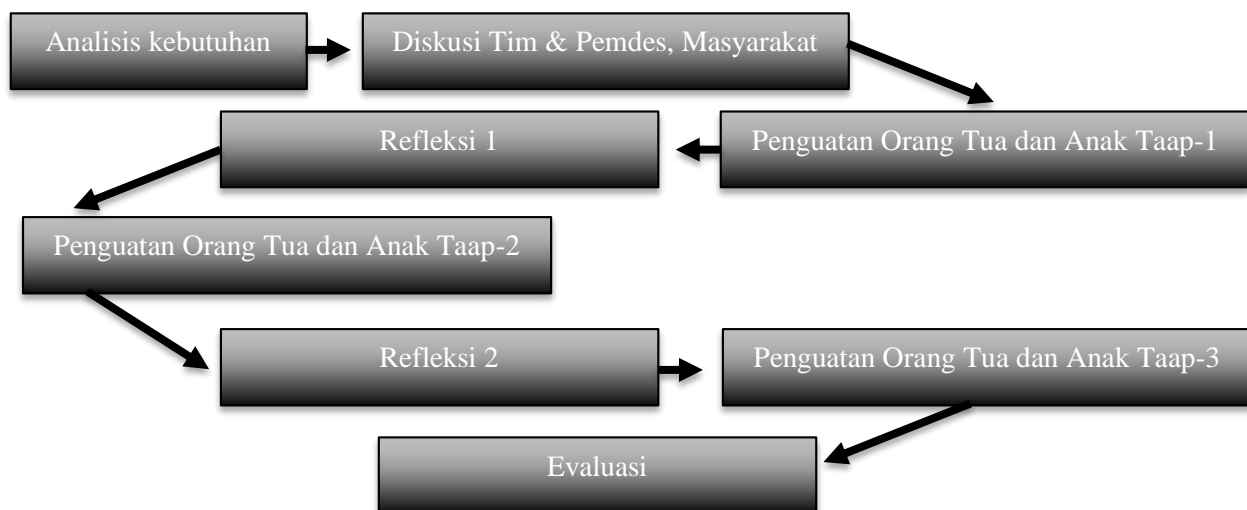 Analisis kebutuhan
Diskusi Tim & Pemdes, Masyarakat
Penguatan Orang Tua dan Anak Taap-1
Refleksi 1
Penguatan Orang Tua dan Anak Taap-2
Refleksi 2
Penguatan Orang Tua dan Anak Taap-3
Evaluasi